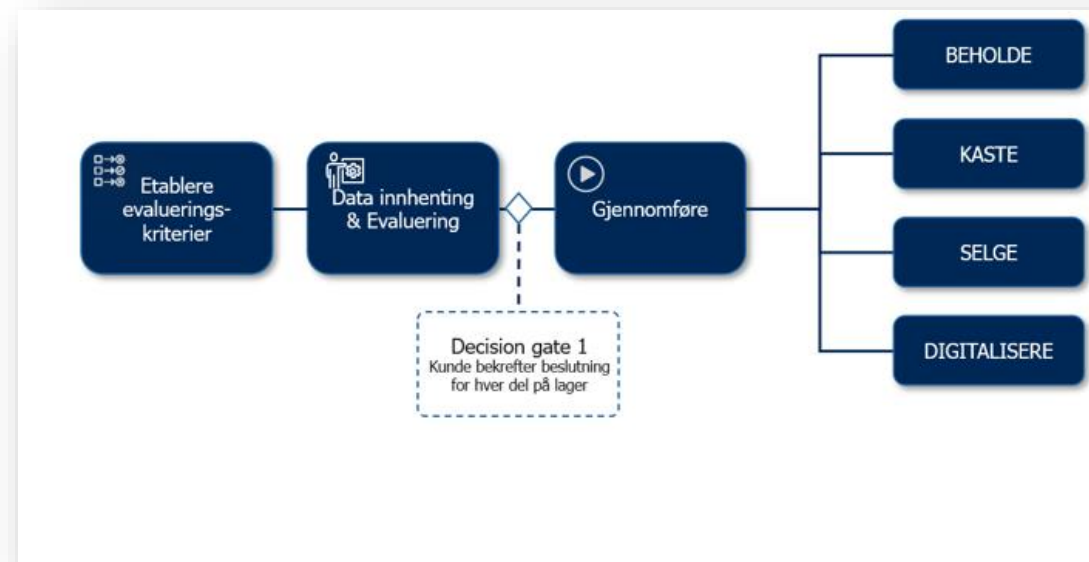 Etablere
evaluerings-
kriterier
Data innhenting
& Evaluering
Decision gate 1
Kunde bekrefter beslutning
for hver del på lager
Gjennomføre
BEHOLDE
KASTE
SELGE
DIGITALISERE